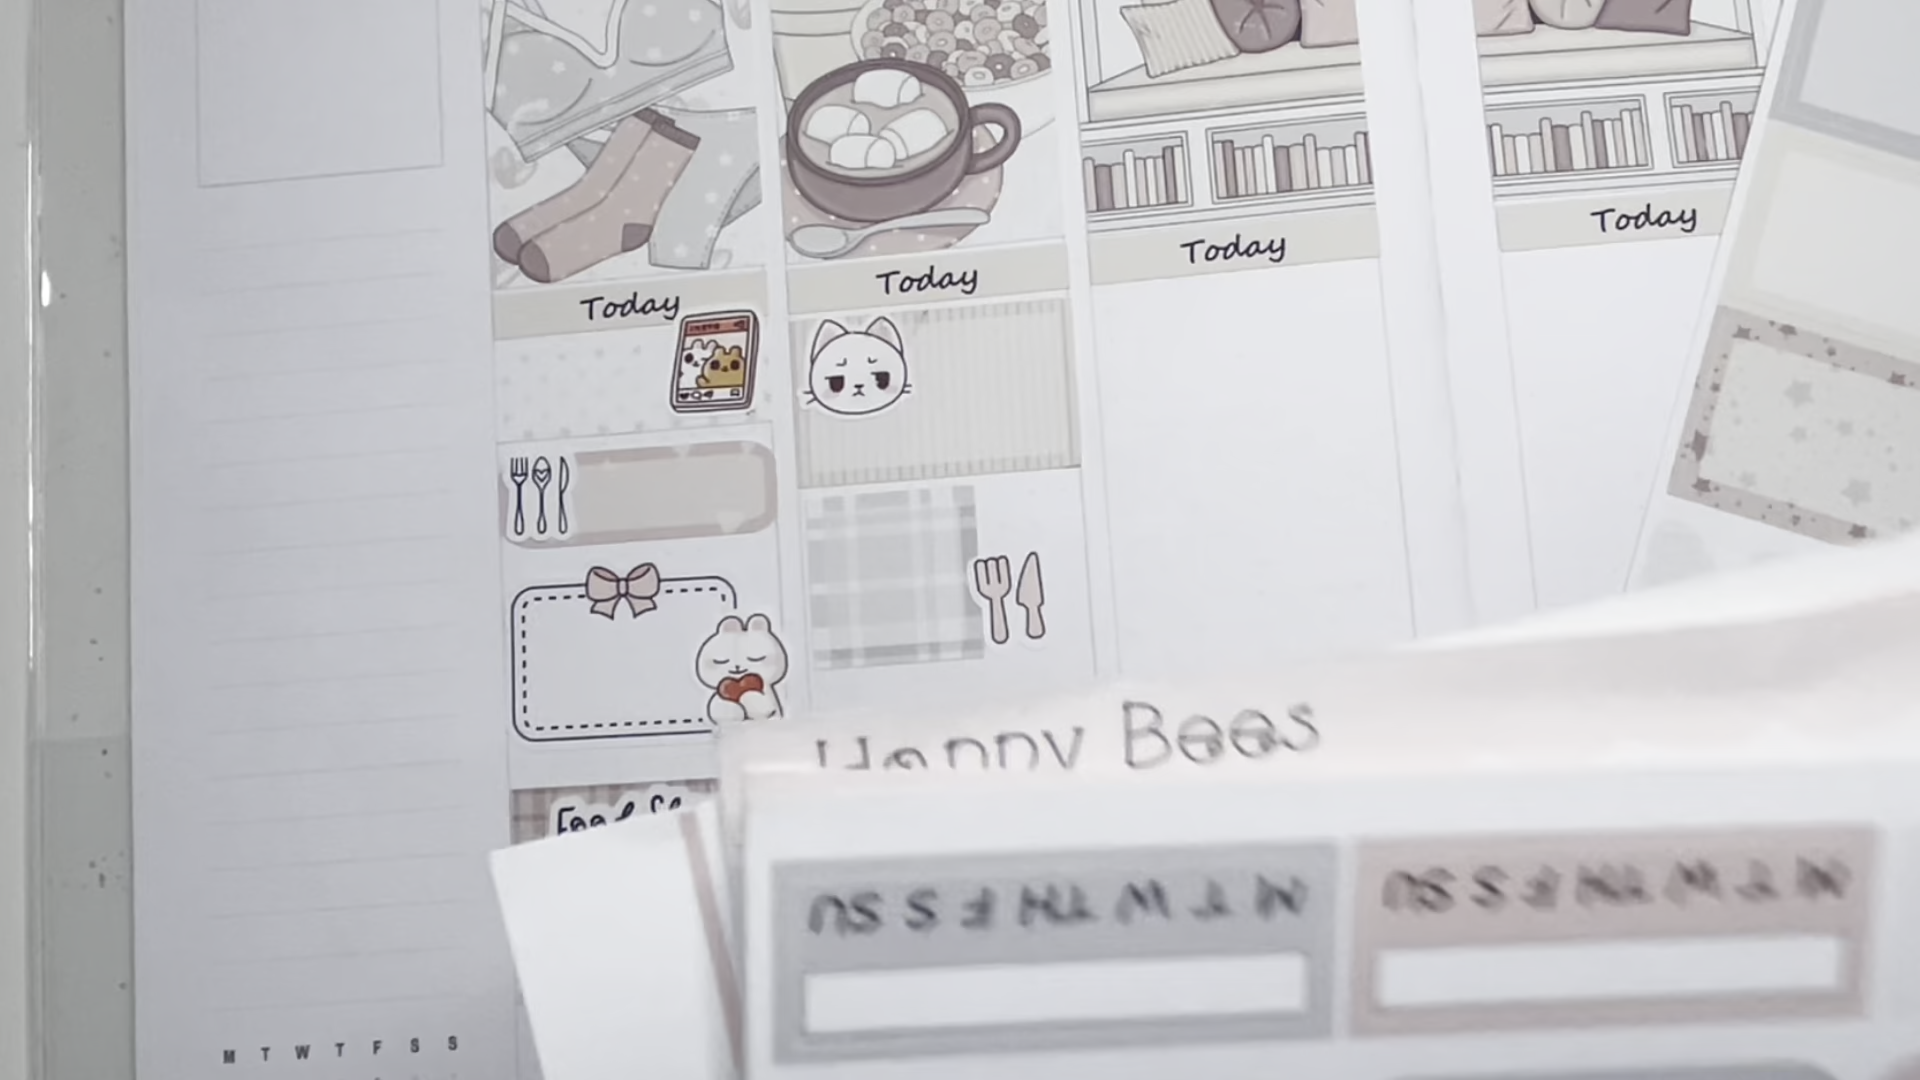 Today
Today
Today
Today
Happy Bees
M T W TH F S SU
M T W TH F S SU
M T W T F S S